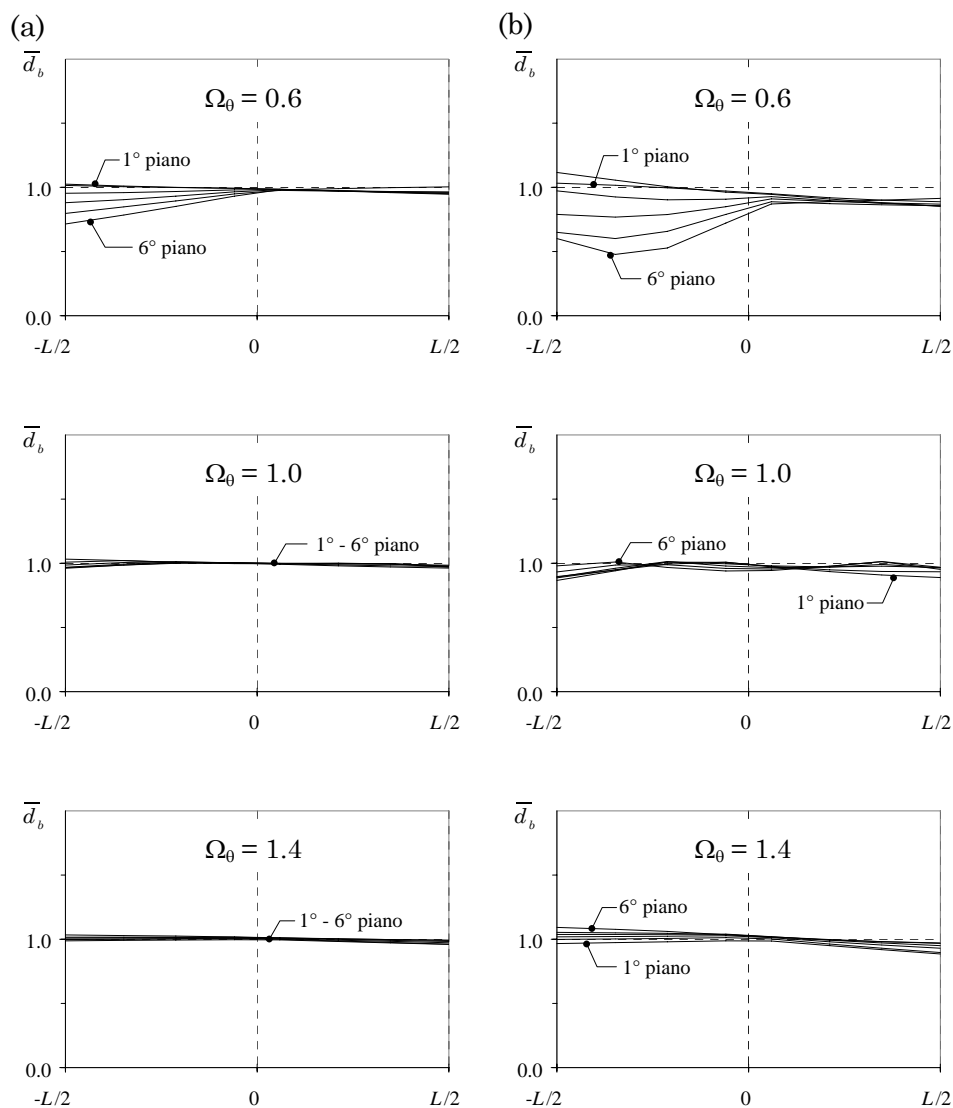 (a)
(b)
d̅_b
Ω_θ = 0.6
1° piano
1.0
6° piano
0.0
-L/2
0
L/2
d̅_b
Ω_θ = 0.6
1° piano
1.0
6° piano
0.0
-L/2
0
L/2
d̅_b
Ω_θ = 1.0
1° - 6° piano
1.0
0.0
-L/2
0
L/2
d̅_b
Ω_θ = 1.0
6° piano
1.0
1° piano
0.0
-L/2
0
L/2
d̅_b
Ω_θ = 1.4
1° - 6° piano
1.0
0.0
-L/2
0
L/2
d̅_b
Ω_θ = 1.4
6° piano
1.0
1° piano
0.0
-L/2
0
L/2